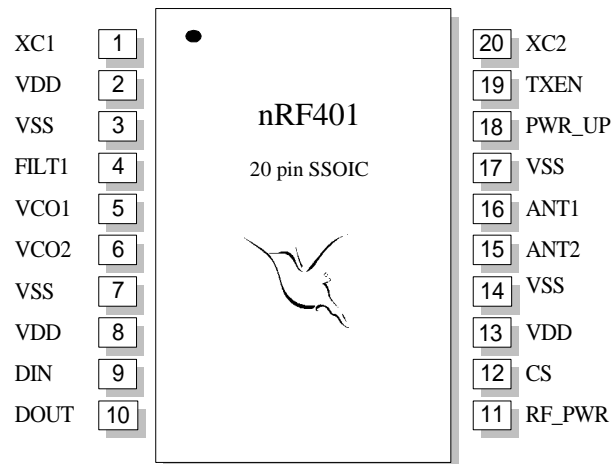 XC1 1 20 XC2
VDD 2 19 TXEN
VSS 3 nRF401 18 PWR_UP
FILT1 4 20 pin SSOIC 17 VSS
VCO1 5 16 ANT1
VCO2 6 15 ANT2
VSS 7 14 VSS
VDD 8 13 VDD
DIN 9 12 CS
DOUT 10 11 RF_PWR